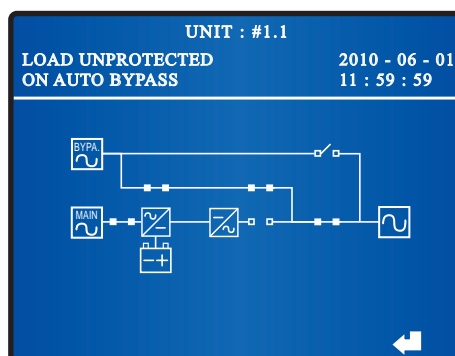 UNIT : #1.1
LOAD UNPROTECTED 2010 - 06 - 01
ON AUTO BYPASS 11 : 59 : 59
BYPA.
MAIN